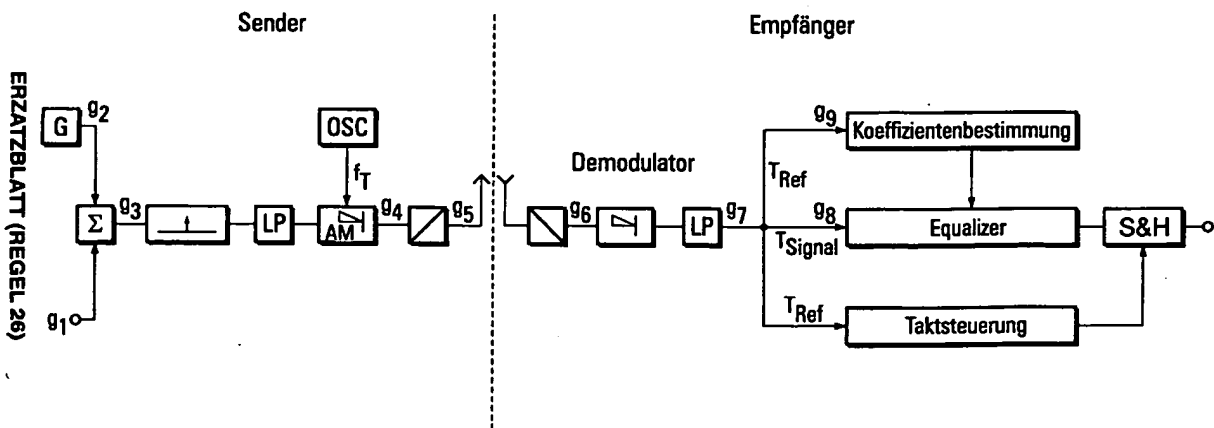 Sender
Empfänger
ERZATZBLATT (REGEL 26)
G
g2
OSC
fT
Σ
g3
LP
AM
g4
g5
g1
Demodulator
g6
LP
g7
TRef
g9
Koeffizientenbestimmung
g8
TSignal
Equalizer
S&H
TRef
Taktsteuerung